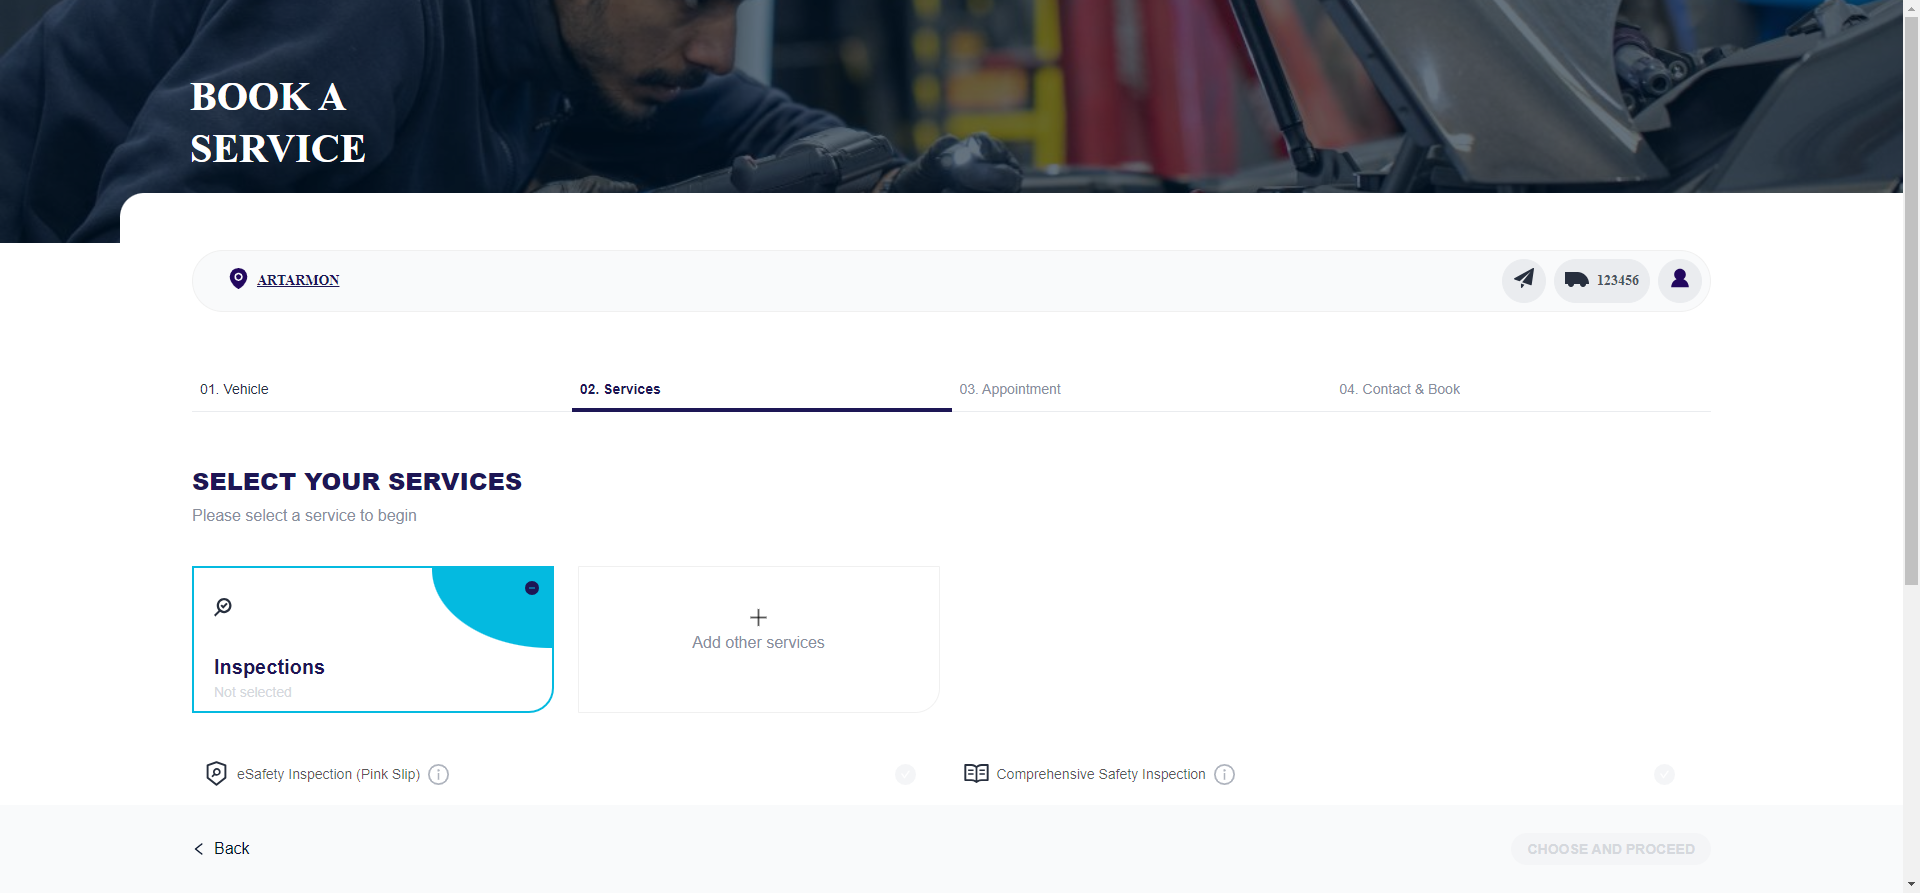 BOOK A
SERVICE
ARTARMON
123456
01. Vehicle
02. Services
03. Appointment
04. Contact & Book
SELECT YOUR SERVICES
Please select a service to begin
Inspections
Not selected
Add other services
eSafety Inspection (Pink Slip)
Comprehensive Safety Inspection
Back
CHOOSE AND PROCEED